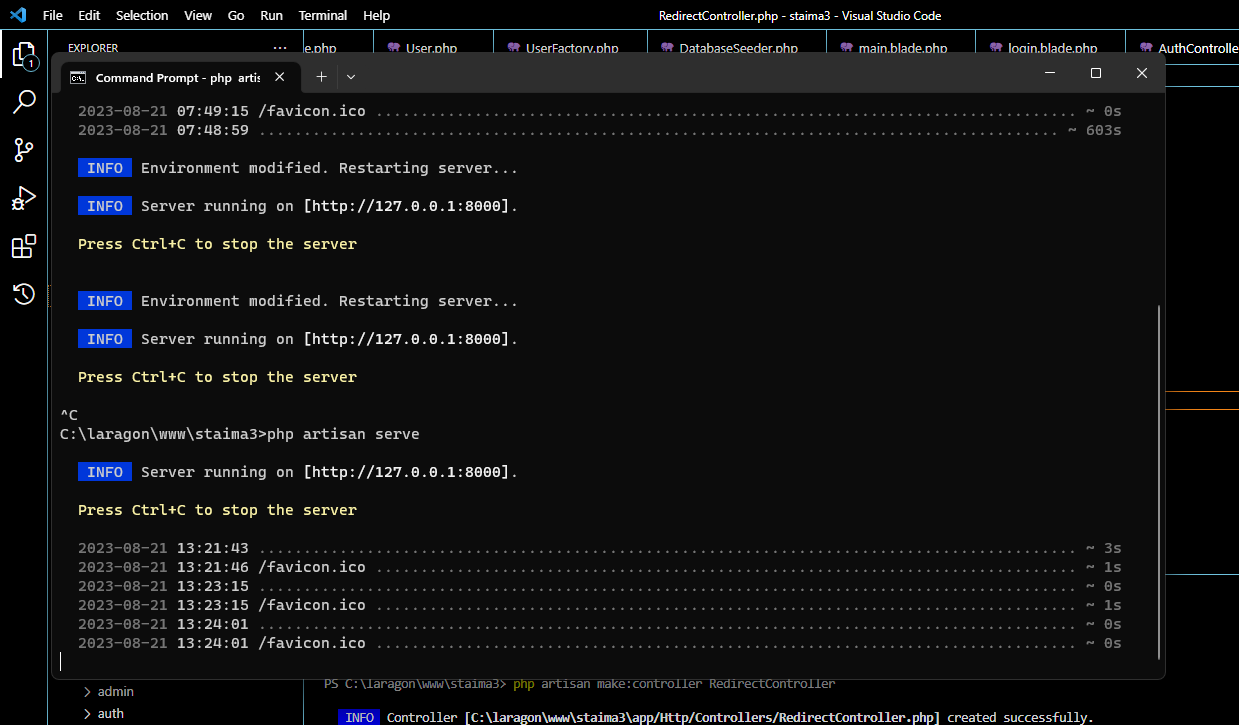 File Edit Selection View Go Run Terminal Help RedirectController.php - staima3 - Visual Studio Code
1
EXPLORER ... e.php User.php UserFactory.php DatabaseSeeder.php main.blade.php login.blade.php AuthControlle
Command Prompt - php artis
2023-08-21 07:49:15 /favicon.ico .............................................................................. ~ 0s
2023-08-21 07:48:59 ......................................................................................... ~ 603s
INFO Environment modified. Restarting server...
INFO Server running on [http://127.0.0.1:8000].
Press Ctrl+C to stop the server
INFO Environment modified. Restarting server...
INFO Server running on [http://127.0.0.1:8000].
Press Ctrl+C to stop the server
^C
C:\laragon\www\staima3>php artisan serve
INFO Server running on [http://127.0.0.1:8000].
Press Ctrl+C to stop the server
2023-08-21 13:21:43 ........................................................................................... ~ 3s
2023-08-21 13:21:46 /favicon.ico .............................................................................. ~ 1s
2023-08-21 13:23:15 ........................................................................................... ~ 0s
2023-08-21 13:23:15 /favicon.ico .............................................................................. ~ 1s
2023-08-21 13:24:01 ........................................................................................... ~ 0s
2023-08-21 13:24:01 /favicon.ico .............................................................................. ~ 0s
PS C:\laragon\www\staima3> php artisan make:controller RedirectController
admin
auth
INFO Controller [C:\laragon\www\staima3\app/Http/Controllers/RedirectController.php] created successfully.